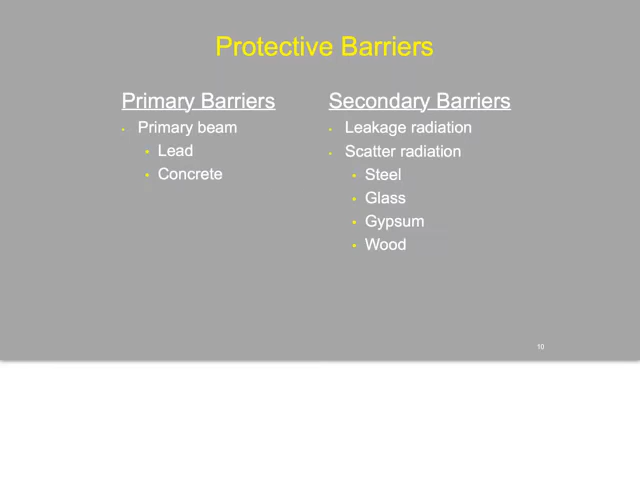 Protective Barriers
Primary Barriers
• Primary beam
• Lead
• Concrete
Secondary Barriers
• Leakage radiation
• Scatter radiation
• Steel
• Glass
• Gypsum
• Wood
10